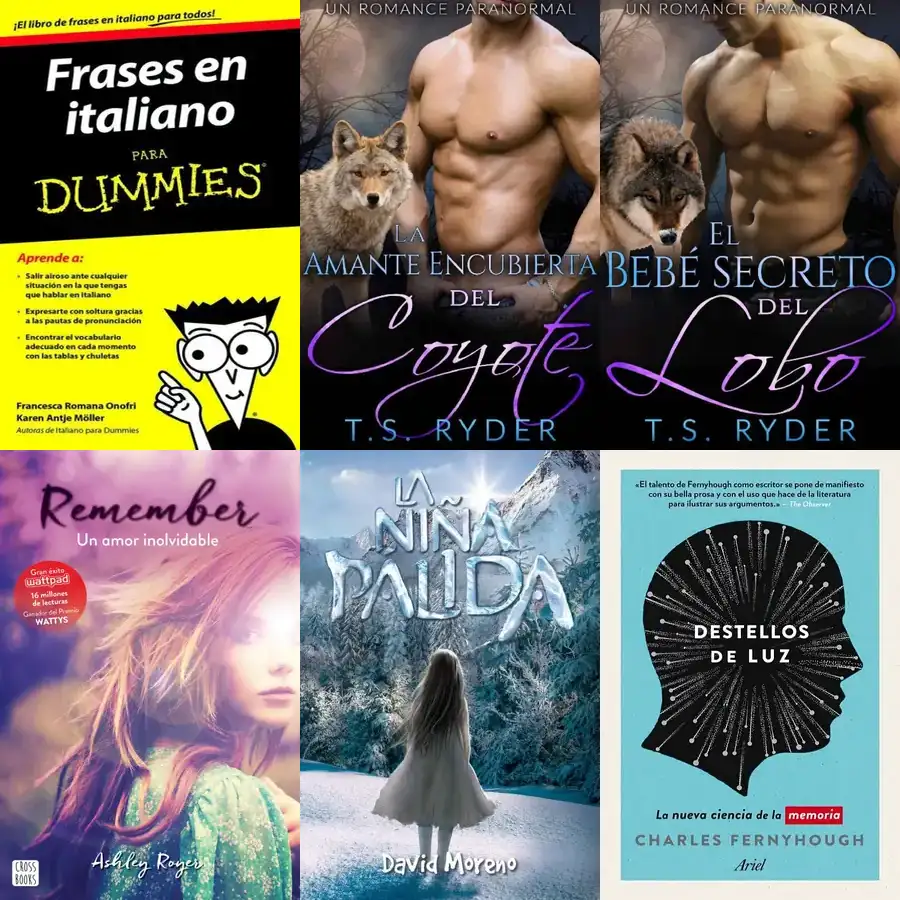 ¡El libro de frases en italiano para todos!
Frases en
italiano
PARA
DUMMIES®
Aprende a:
• Salir airoso ante cualquier
situación en la que tengas
que hablar en italiano
• Expresarte con soltura gracias
a las pautas de pronunciación
• Encontrar el vocabulario
adecuado en cada momento
con las tablas y chuletas
Francesca Romana Onofri
Karen Antje Möller
Autoras de Italiano para Dummies
UN ROMANCE PARANORMAL
LA
AMANTE ENCUBIERTA
DEL
Coyote
T.S. RYDER
UN ROMANCE PARANORMAL
EL
BEBÉ SECRETO
DEL
Lobo
T.S. RYDER
Remember
Un amor inolvidable
Gran éxito
wattpad
16 millones
de lecturas
Ganador del Premio
WATTYS
Ashley Royer
CROSS
BOOKS
LA
NIÑA
PALIDA
David Moreno
«El talento de Fernyhough como escritor se pone de manifiesto
con su bella prosa y con el uso que hace de la literatura
para ilustrar sus argumentos.» — The Observer
DESTELLOS
DE LUZ
La nueva ciencia de la memoria
CHARLES FERNYHOUGH
Ariel